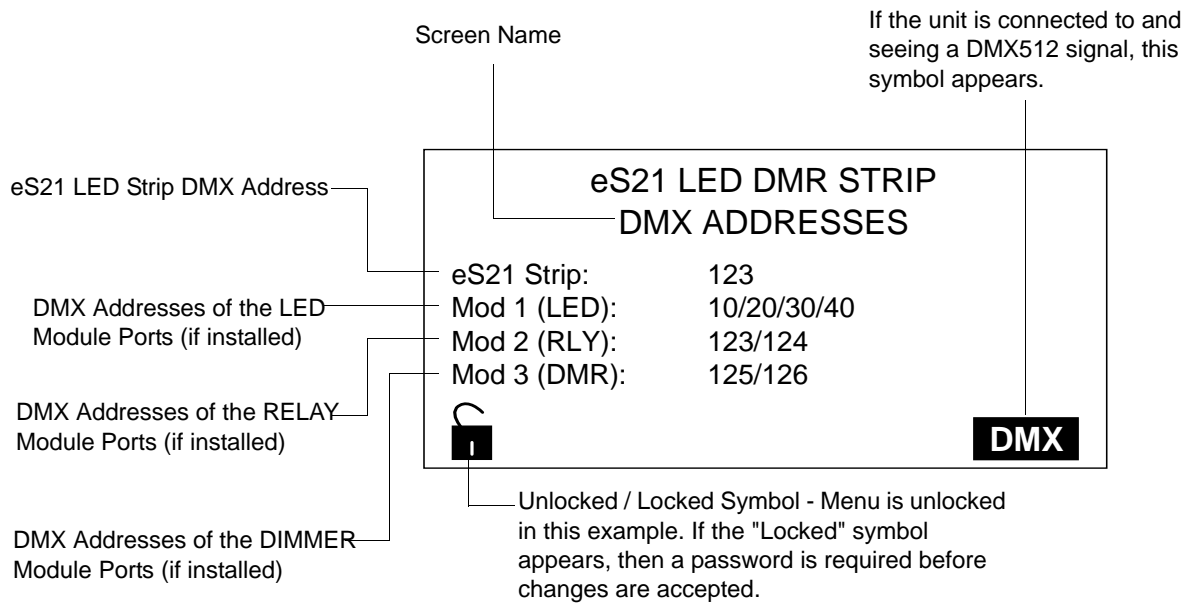 Screen Name
If the unit is connected to and
seeing a DMX512 signal, this
symbol appears.
eS21 LED Strip DMX Address
DMX Addresses of the LED
Module Ports (if installed)
DMX Addresses of the RELAY
Module Ports (if installed)
DMX Addresses of the DIMMER
Module Ports (if installed)
eS21 LED DMR STRIP
DMX ADDRESSES
eS21 Strip: 123
Mod 1 (LED): 10/20/30/40
Mod 2 (RLY): 123/124
Mod 3 (DMR): 125/126
DMX
Unlocked / Locked Symbol - Menu is unlocked
in this example. If the "Locked" symbol
appears, then a password is required before
changes are accepted.